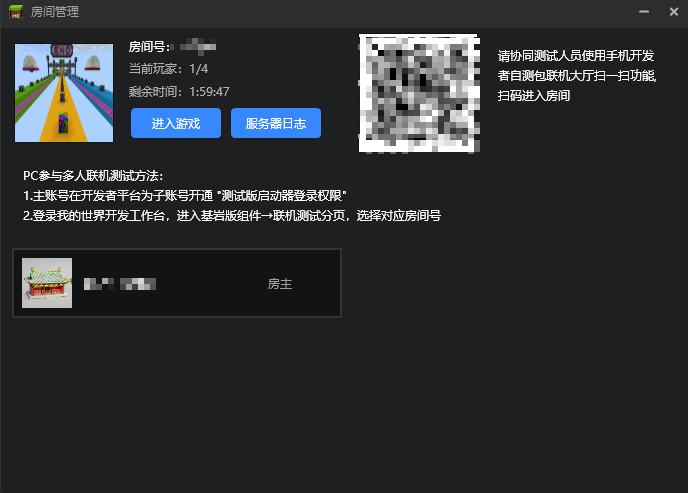 房间管理
房间号:
当前玩家: 1/4
剩余时间: 1:59:47
进入游戏
服务器日志
请协同测试人员使用手机开发
者自测包联机大厅扫一扫功能,
扫码进入房间
PC参与多人联机测试方法:
1.主账号在开发者平台为子账号开通 "测试版启动器登录权限"
2.登录我的世界开发工作台，进入基岩版组件→联机测试分页，选择对应房间号
房主